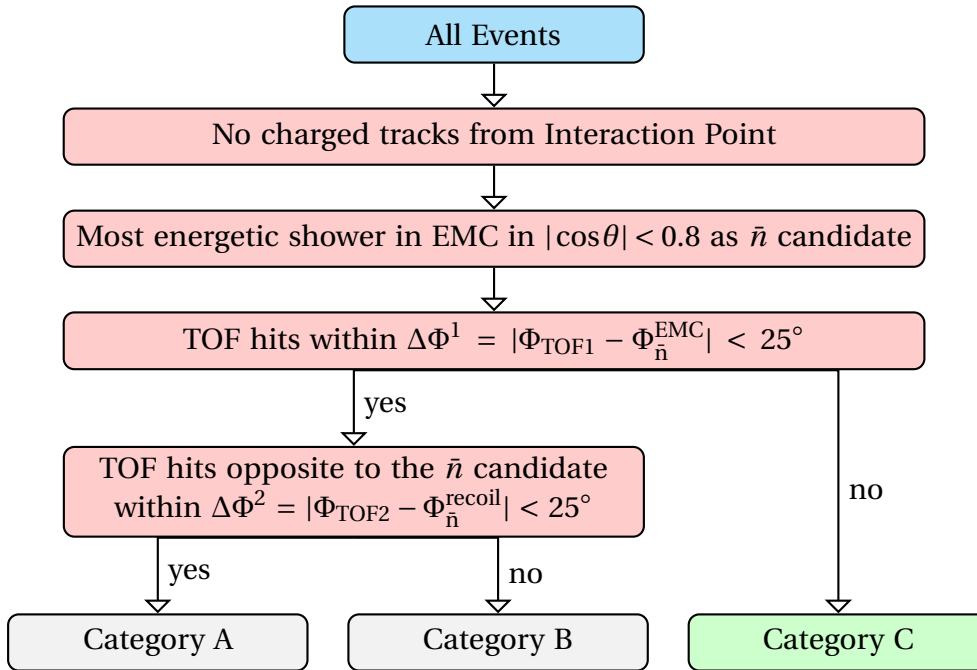 All Events
No charged tracks from Interaction Point
Most energetic shower in EMC in |cosθ| < 0.8 as n̄ candidate
TOF hits within ΔΦ¹ = |Φ_TOF1 − Φ_n̄^EMC| < 25°
yes
TOF hits opposite to the n̄ candidate
within ΔΦ² = |Φ_TOF2 − Φ_n̄^recoil| < 25°
no
yes
no
Category A
Category B
Category C